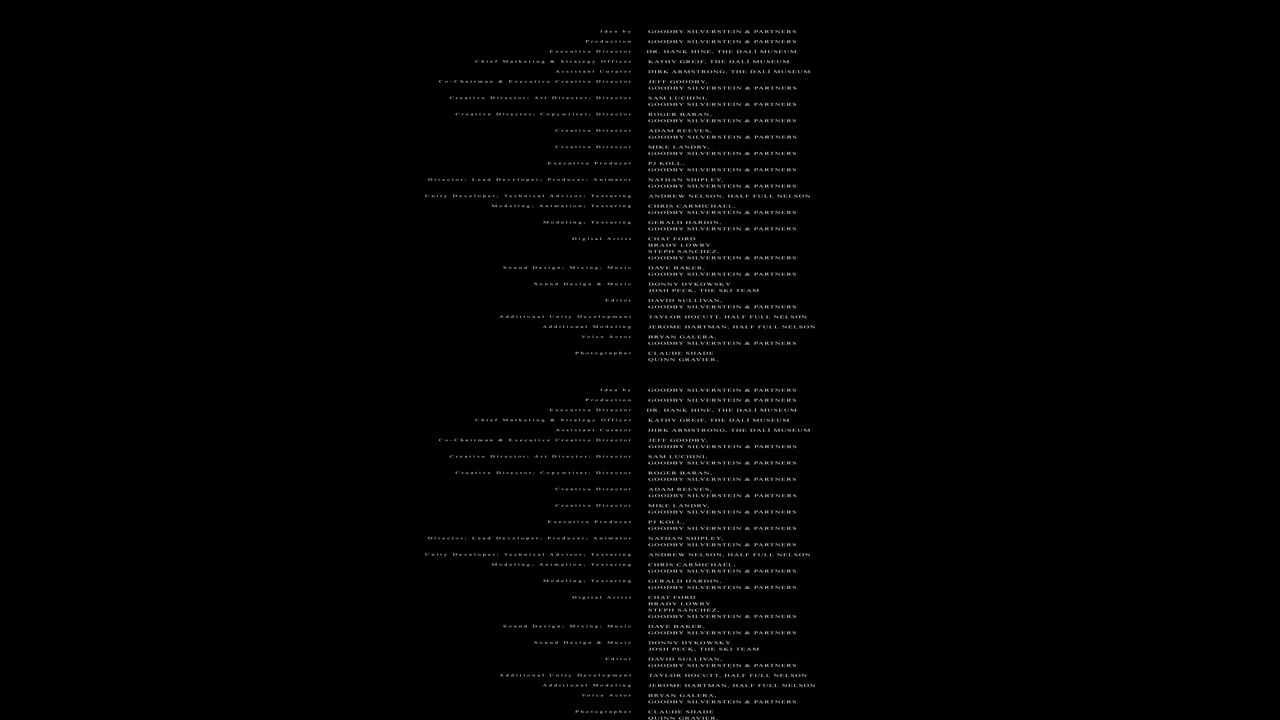 Idea by GOODBY SILVERSTEIN & PARTNERS
Production GOODBY SILVERSTEIN & PARTNERS
Executive Director DR. HANK HINE, THE DALÍ MUSEUM
Chief Marketing & Strategy Officer KATHY GREIF, THE DALÍ MUSEUM
Assistant Curator DIRK ARMSTRONG, THE DALÍ MUSEUM
Co-Chairman & Executive Creative Director JEFF GOODBY,
GOODBY SILVERSTEIN & PARTNERS
Creative Director; Art Director; Director SAM LUCHINI,
GOODBY SILVERSTEIN & PARTNERS
Creative Director; Copywriter; Director ROGER BARAN,
GOODBY SILVERSTEIN & PARTNERS
Creative Director ADAM REEVES,
GOODBY SILVERSTEIN & PARTNERS
Creative Director MIKE LANDRY,
GOODBY SILVERSTEIN & PARTNERS
Executive Producer PJ KOLL,
GOODBY SILVERSTEIN & PARTNERS
Director; Lead Developer; Producer; Animator NATHAN SHIPLEY,
GOODBY SILVERSTEIN & PARTNERS
Unity Developer; Technical Advisor; Texturing ANDREW NELSON, HALF FULL NELSON
Modeling; Animation; Texturing CHRIS CARMICHAEL,
GOODBY SILVERSTEIN & PARTNERS
Modeling; Texturing GERALD HARDIN,
GOODBY SILVERSTEIN & PARTNERS
Digital Artist CHAT FORD
BRADY LOWRY
STEPH SANCHEZ,
GOODBY SILVERSTEIN & PARTNERS
Sound Design; Mixing; Music DAVE BAKER,
GOODBY SILVERSTEIN & PARTNERS
Sound Design & Music DONNY DYKOWSKY
JOSH PECK, THE SKI TEAM
Editor DAVID SULLIVAN,
GOODBY SILVERSTEIN & PARTNERS
Additional Unity Development TAYLOR HOCUTT, HALF FULL NELSON
Additional Modeling JEROME HARTMAN, HALF FULL NELSON
Voice Actor BRYAN GALERA,
GOODBY SILVERSTEIN & PARTNERS
Photographer CLAUDE SHADE
QUINN GRAVIER,
Idea by GOODBY SILVERSTEIN & PARTNERS
Production GOODBY SILVERSTEIN & PARTNERS
Executive Director DR. HANK HINE, THE DALÍ MUSEUM
Chief Marketing & Strategy Officer KATHY GREIF, THE DALÍ MUSEUM
Assistant Curator DIRK ARMSTRONG, THE DALÍ MUSEUM
Co-Chairman & Executive Creative Director JEFF GOODBY,
GOODBY SILVERSTEIN & PARTNERS
Creative Director; Art Director; Director SAM LUCHINI,
GOODBY SILVERSTEIN & PARTNERS
Creative Director; Copywriter; Director ROGER BARAN,
GOODBY SILVERSTEIN & PARTNERS
Creative Director ADAM REEVES,
GOODBY SILVERSTEIN & PARTNERS
Creative Director MIKE LANDRY,
GOODBY SILVERSTEIN & PARTNERS
Executive Producer PJ KOLL,
GOODBY SILVERSTEIN & PARTNERS
Director; Lead Developer; Producer; Animator NATHAN SHIPLEY,
GOODBY SILVERSTEIN & PARTNERS
Unity Developer; Technical Advisor; Texturing ANDREW NELSON, HALF FULL NELSON
Modeling; Animation; Texturing CHRIS CARMICHAEL,
GOODBY SILVERSTEIN & PARTNERS
Modeling; Texturing GERALD HARDIN,
GOODBY SILVERSTEIN & PARTNERS
Digital Artist CHAT FORD
BRADY LOWRY
STEPH SANCHEZ,
GOODBY SILVERSTEIN & PARTNERS
Sound Design; Mixing; Music DAVE BAKER,
GOODBY SILVERSTEIN & PARTNERS
Sound Design & Music DONNY DYKOWSKY
JOSH PECK, THE SKI TEAM
Editor DAVID SULLIVAN,
GOODBY SILVERSTEIN & PARTNERS
Additional Unity Development TAYLOR HOCUTT, HALF FULL NELSON
Additional Modeling JEROME HARTMAN, HALF FULL NELSON
Voice Actor BRYAN GALERA,
GOODBY SILVERSTEIN & PARTNERS
Photographer CLAUDE SHADE
QUINN GRAVIER,